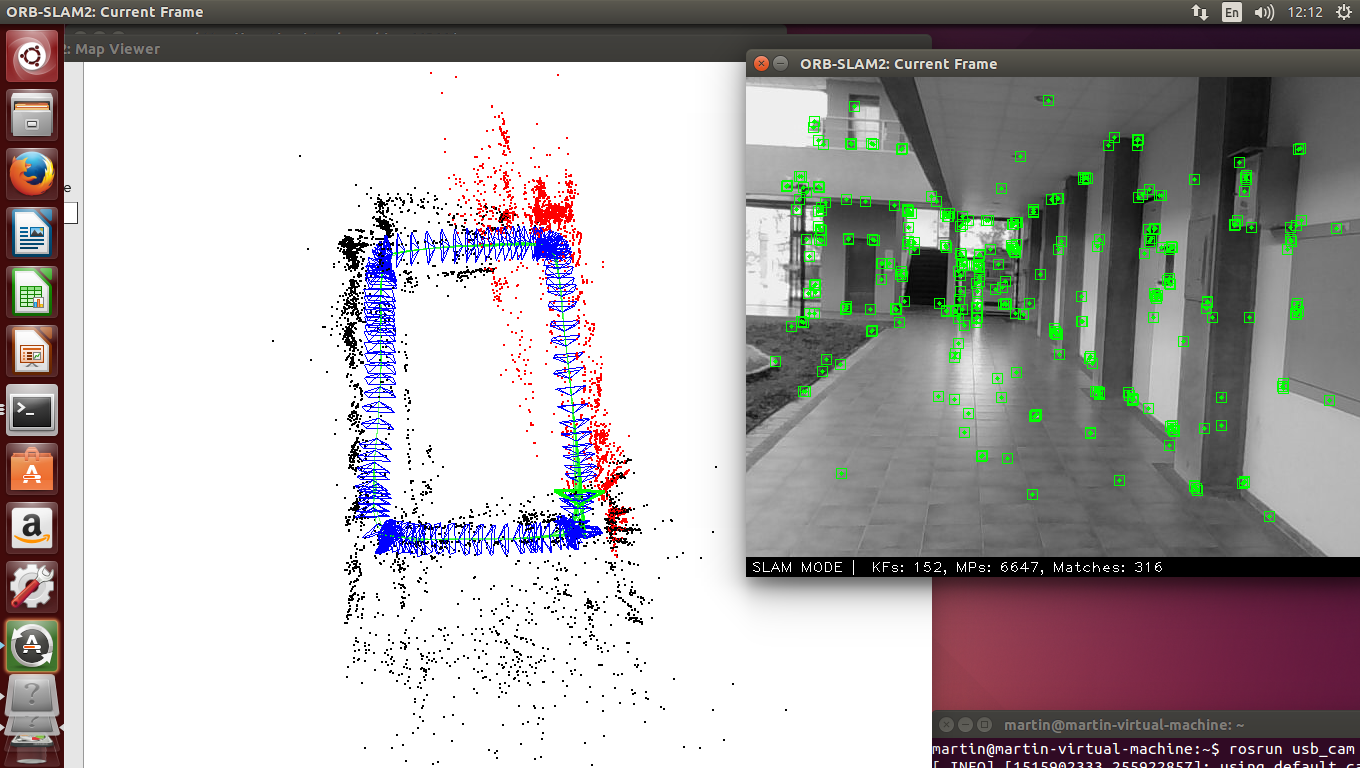 ORB-SLAM2: Current Frame
En
12:12
2: Map Viewer
ORB-SLAM2: Current Frame
e
SLAM MODE | KFs: 152, MPs: 6647, Matches: 316
martin@martin-virtual-machine: ~
martin@martin-virtual-machine:~$ rosrun usb_cam
[ INFO] [1515902333.255922857]: using default ca